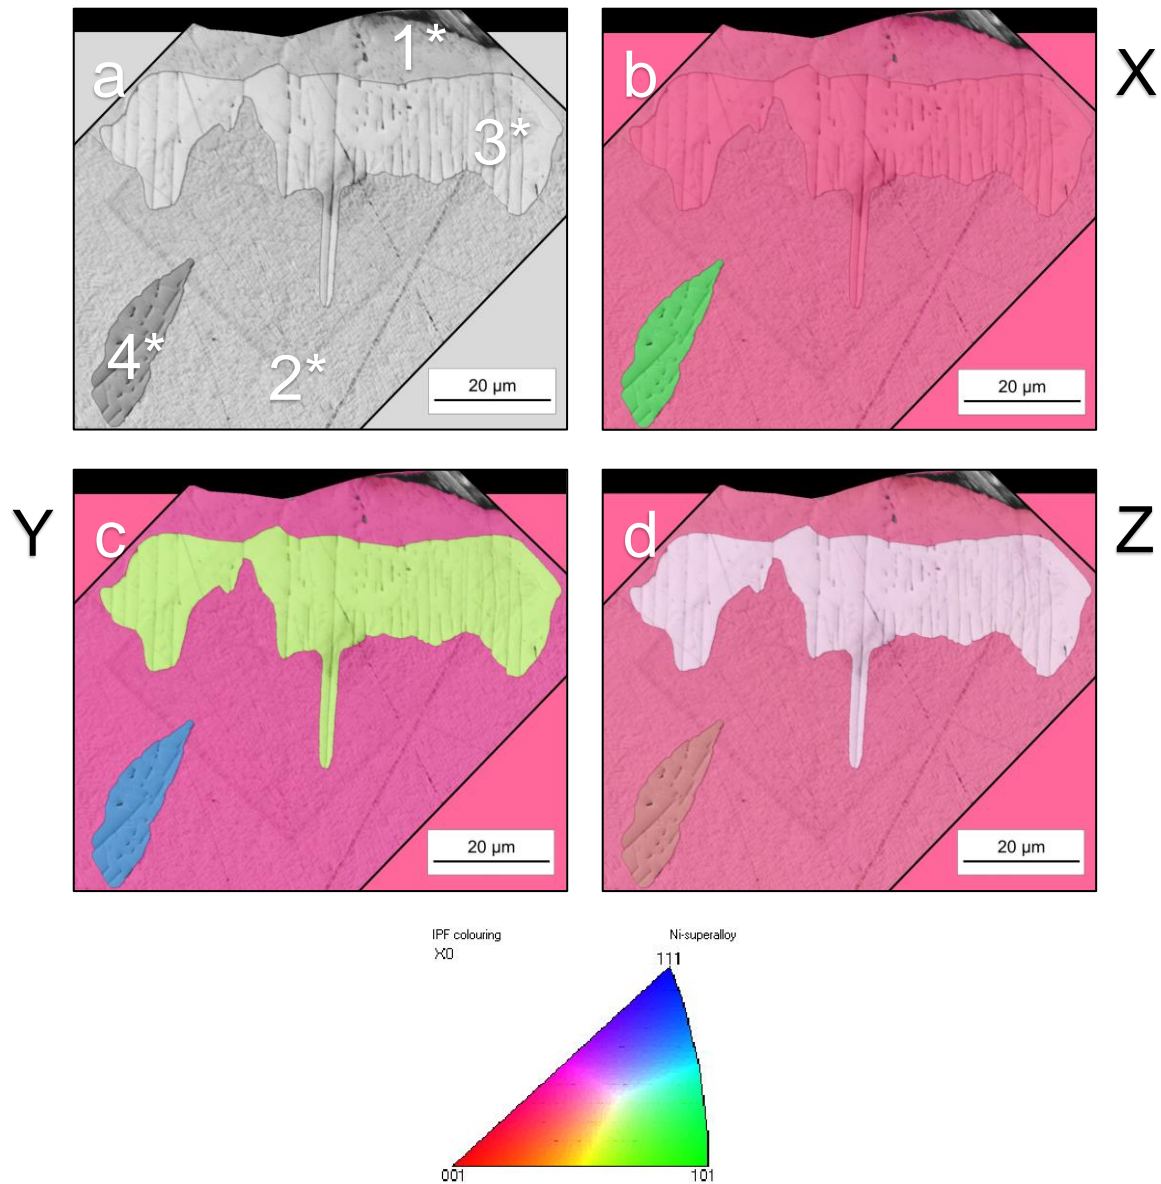 a
1*
3*
4*
2*
20 µm
b
X
20 µm
Y
c
20 µm
d
Z
20 µm
IPF colouring
X0
Ni-superalloy
111
001
101